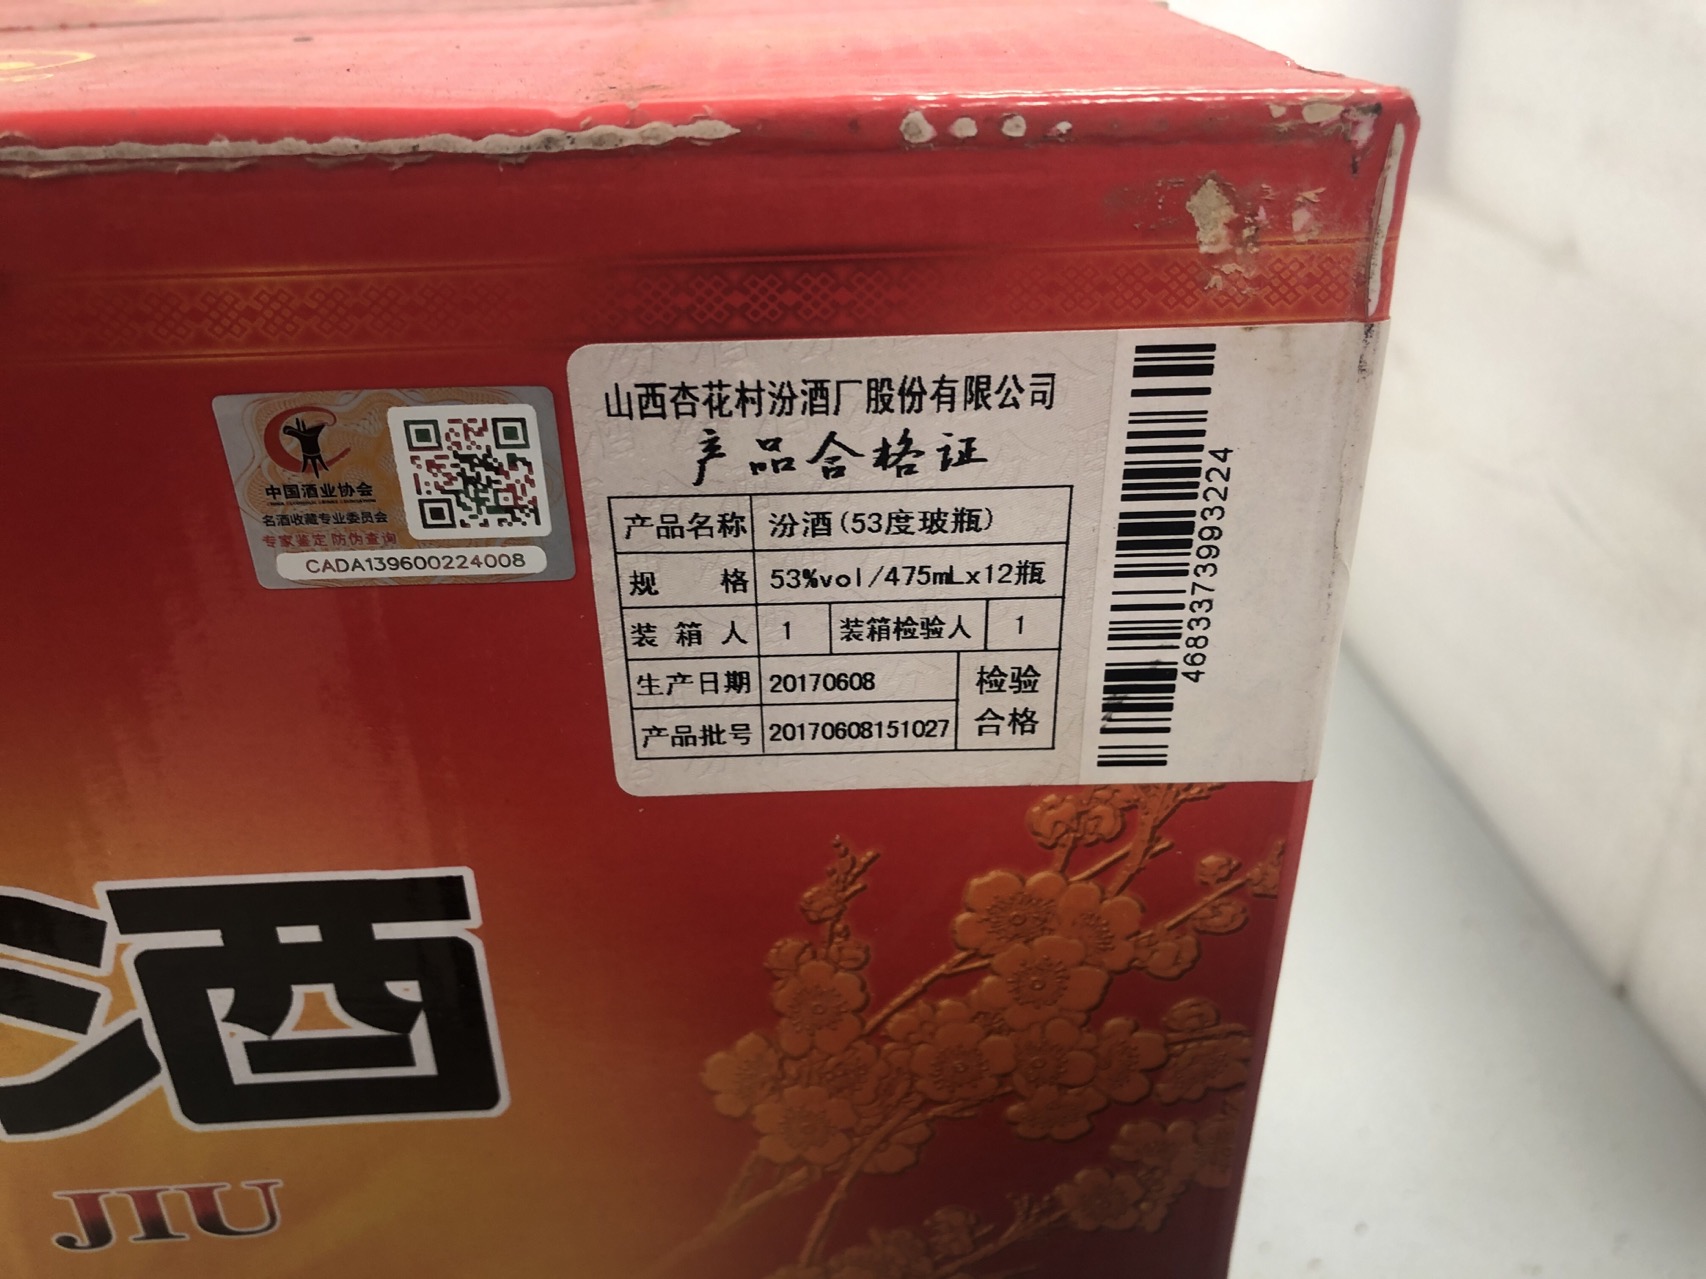 中国酒业协会
名酒收藏专业委员会
专家鉴定 防伪查询
CADA139600224008
山西杏花村汾酒厂股份有限公司
产品合格证
产品名称 汾酒(53度玻瓶)
规 格 53%vol/475mLx12瓶
装 箱 人 1 装箱检验人 1
生产日期 20170608 检验
产品批号 20170608151027 合格
46833739993224
酒
JIU